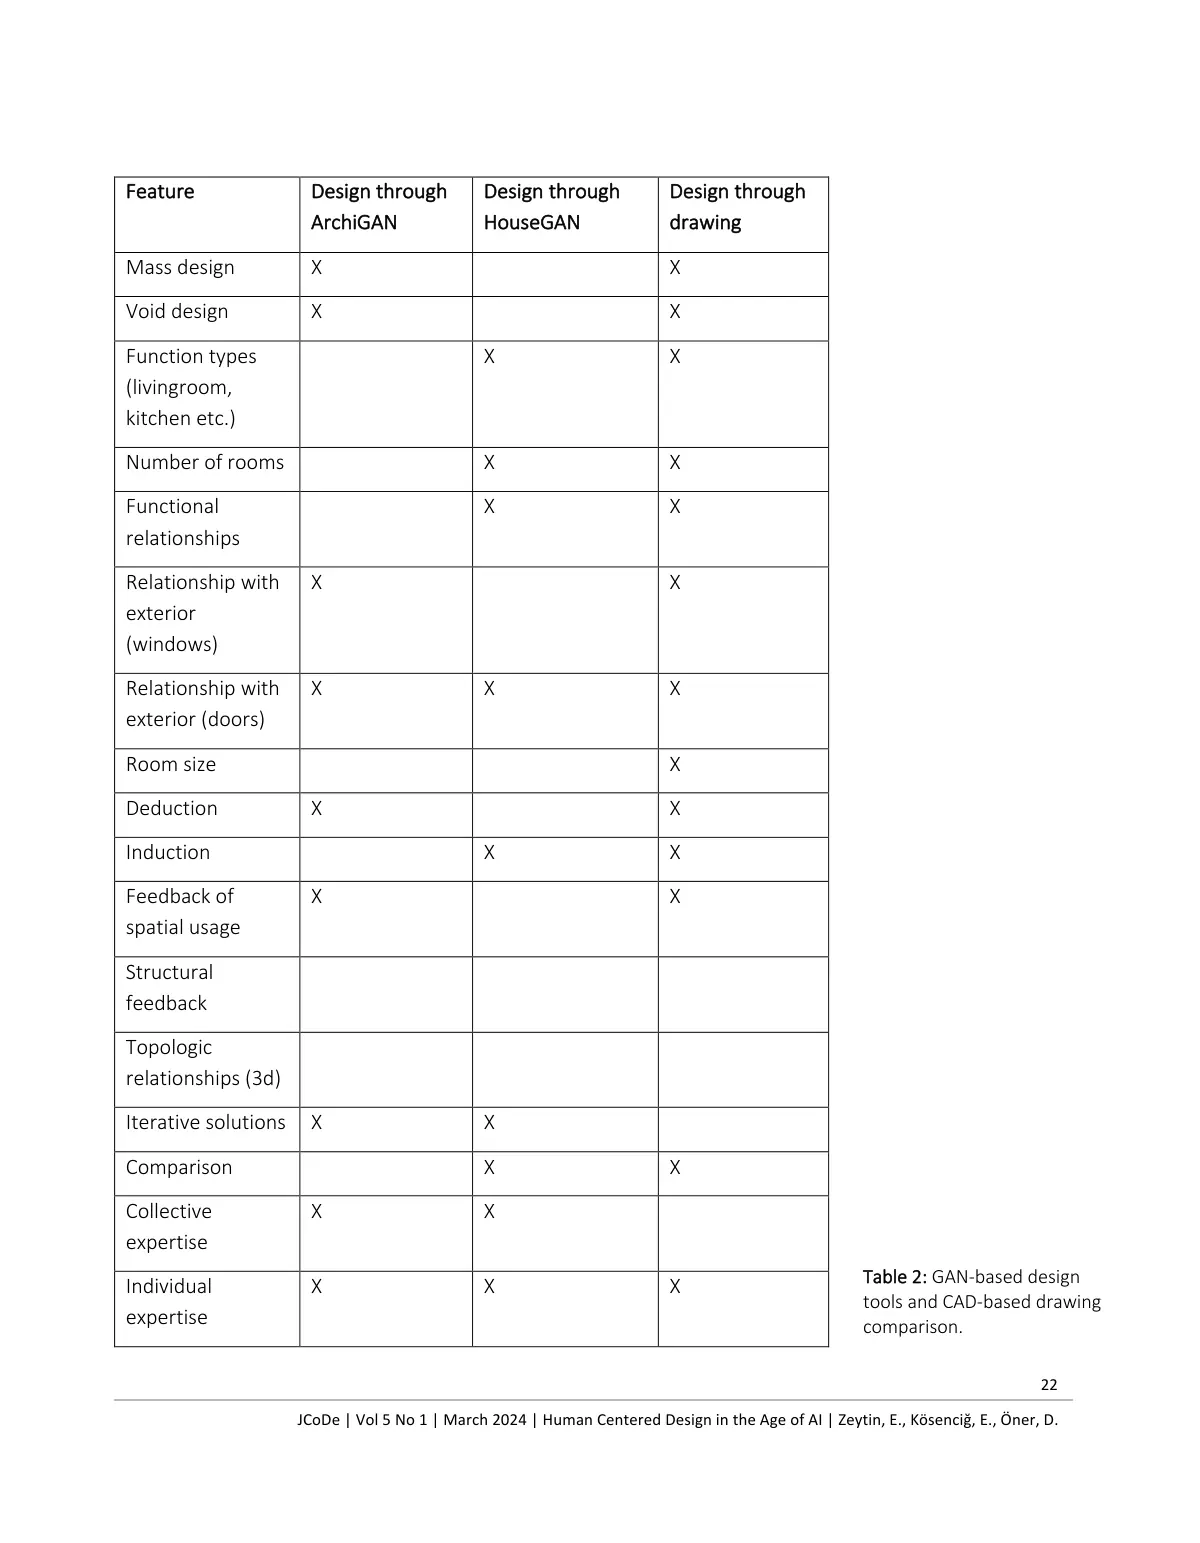 Feature Design through Design through Design through
ArchiGAN HouseGAN drawing
Mass design X X
Void design X X
Function types X X
(livingroom,
kitchen etc.)
Number of rooms X X
Functional X X
relationships
Relationship with X X
exterior
(windows)
Relationship with X X X
exterior (doors)
Room size X
Deduction X X
Induction X X
Feedback of X X
spatial usage
Structural
feedback
Topologic
relationships (3d)
Iterative solutions X X
Comparison X X
Collective X X
expertise
Individual X X X
expertise
Table 2: GAN-based design
tools and CAD-based drawing
comparison.
22
JCoDe | Vol 5 No 1 | March 2024 | Human Centered Design in the Age of AI | Zeytin, E., Kösenciğ, E., Öner, D.